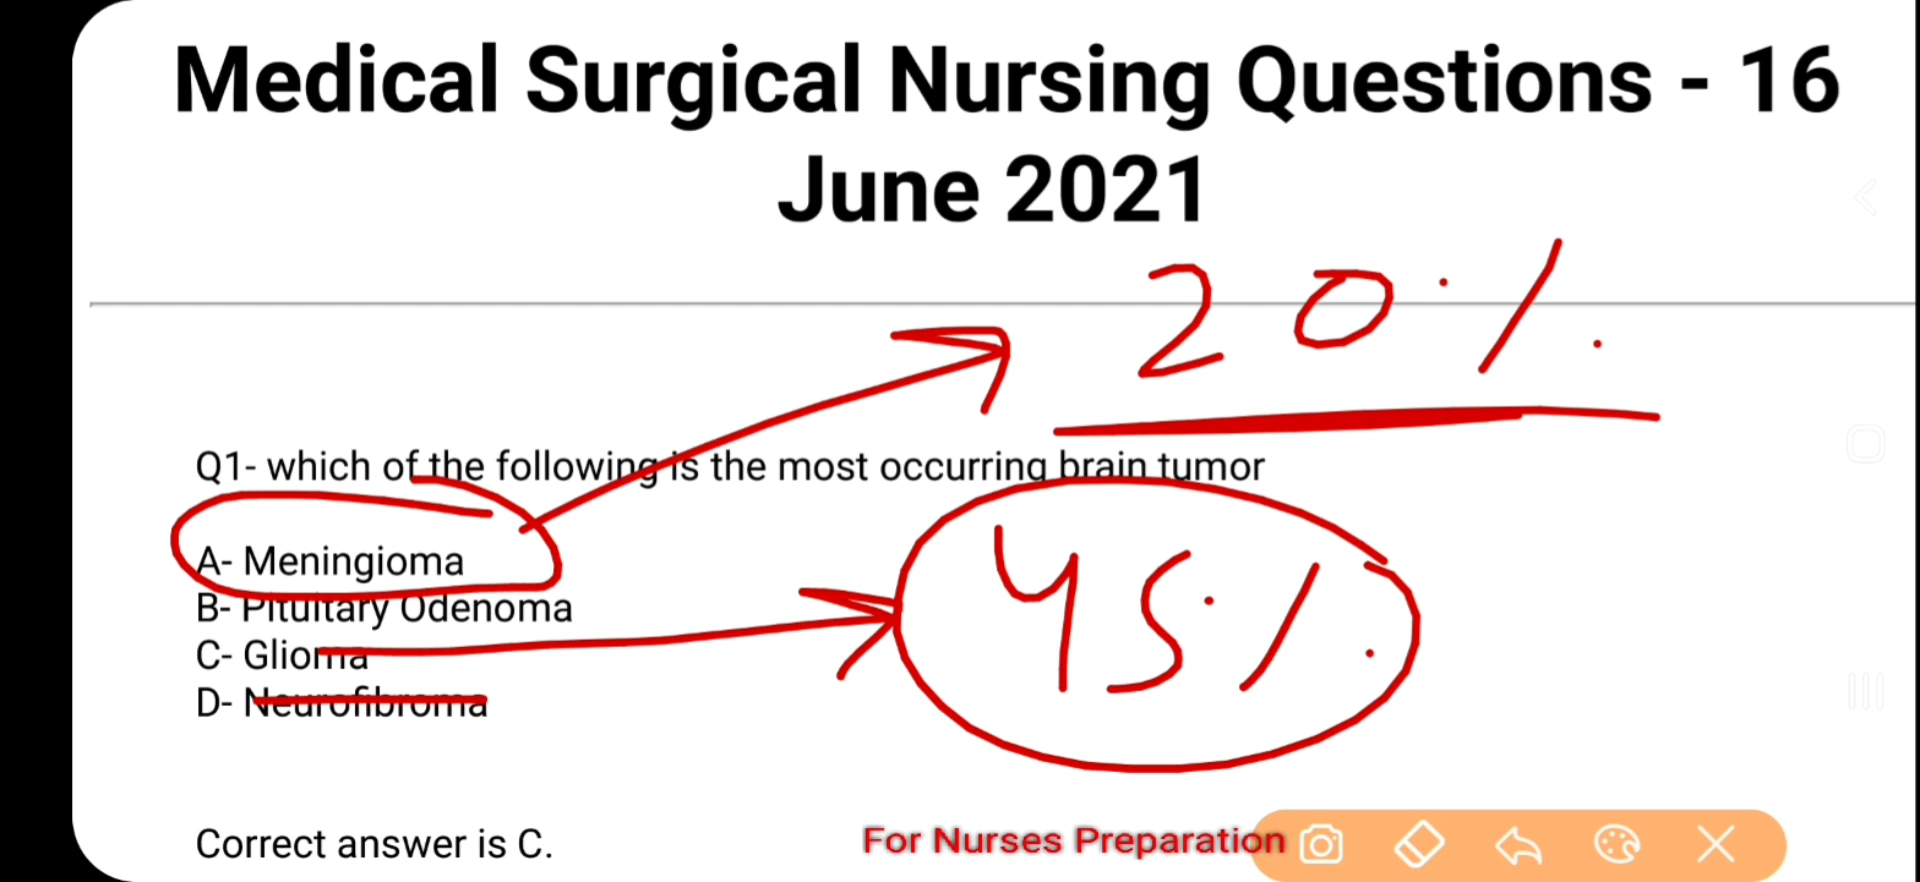 Medical Surgical Nursing Questions - 16
June 2021
20%
Q1- which of the following is the most occurring brain tumor
A- Meningioma
B- Pituitary Odenoma
C- Glioma
D- Neurofibroma
45%
Correct answer is C.
For Nurses Preparation